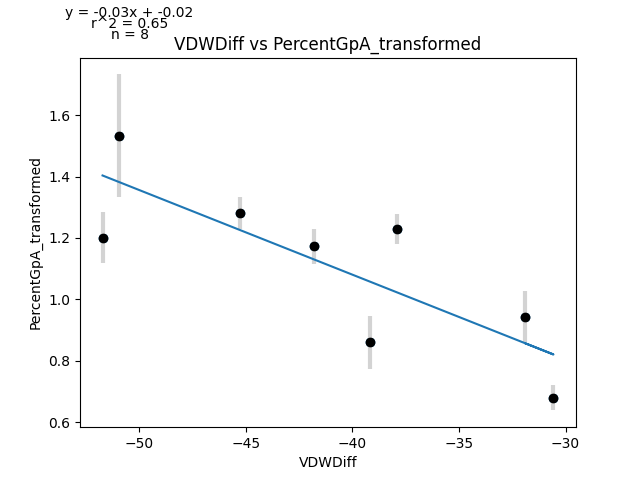 y = -0.03x + -0.02
r^2 = 0.65
n = 8
VDWDiff vs PercentGpA_transformed
PercentGpA_transformed
1.6
1.4
1.2
1.0
0.8
0.6
−50
−45
−40
−35
−30
VDWDiff